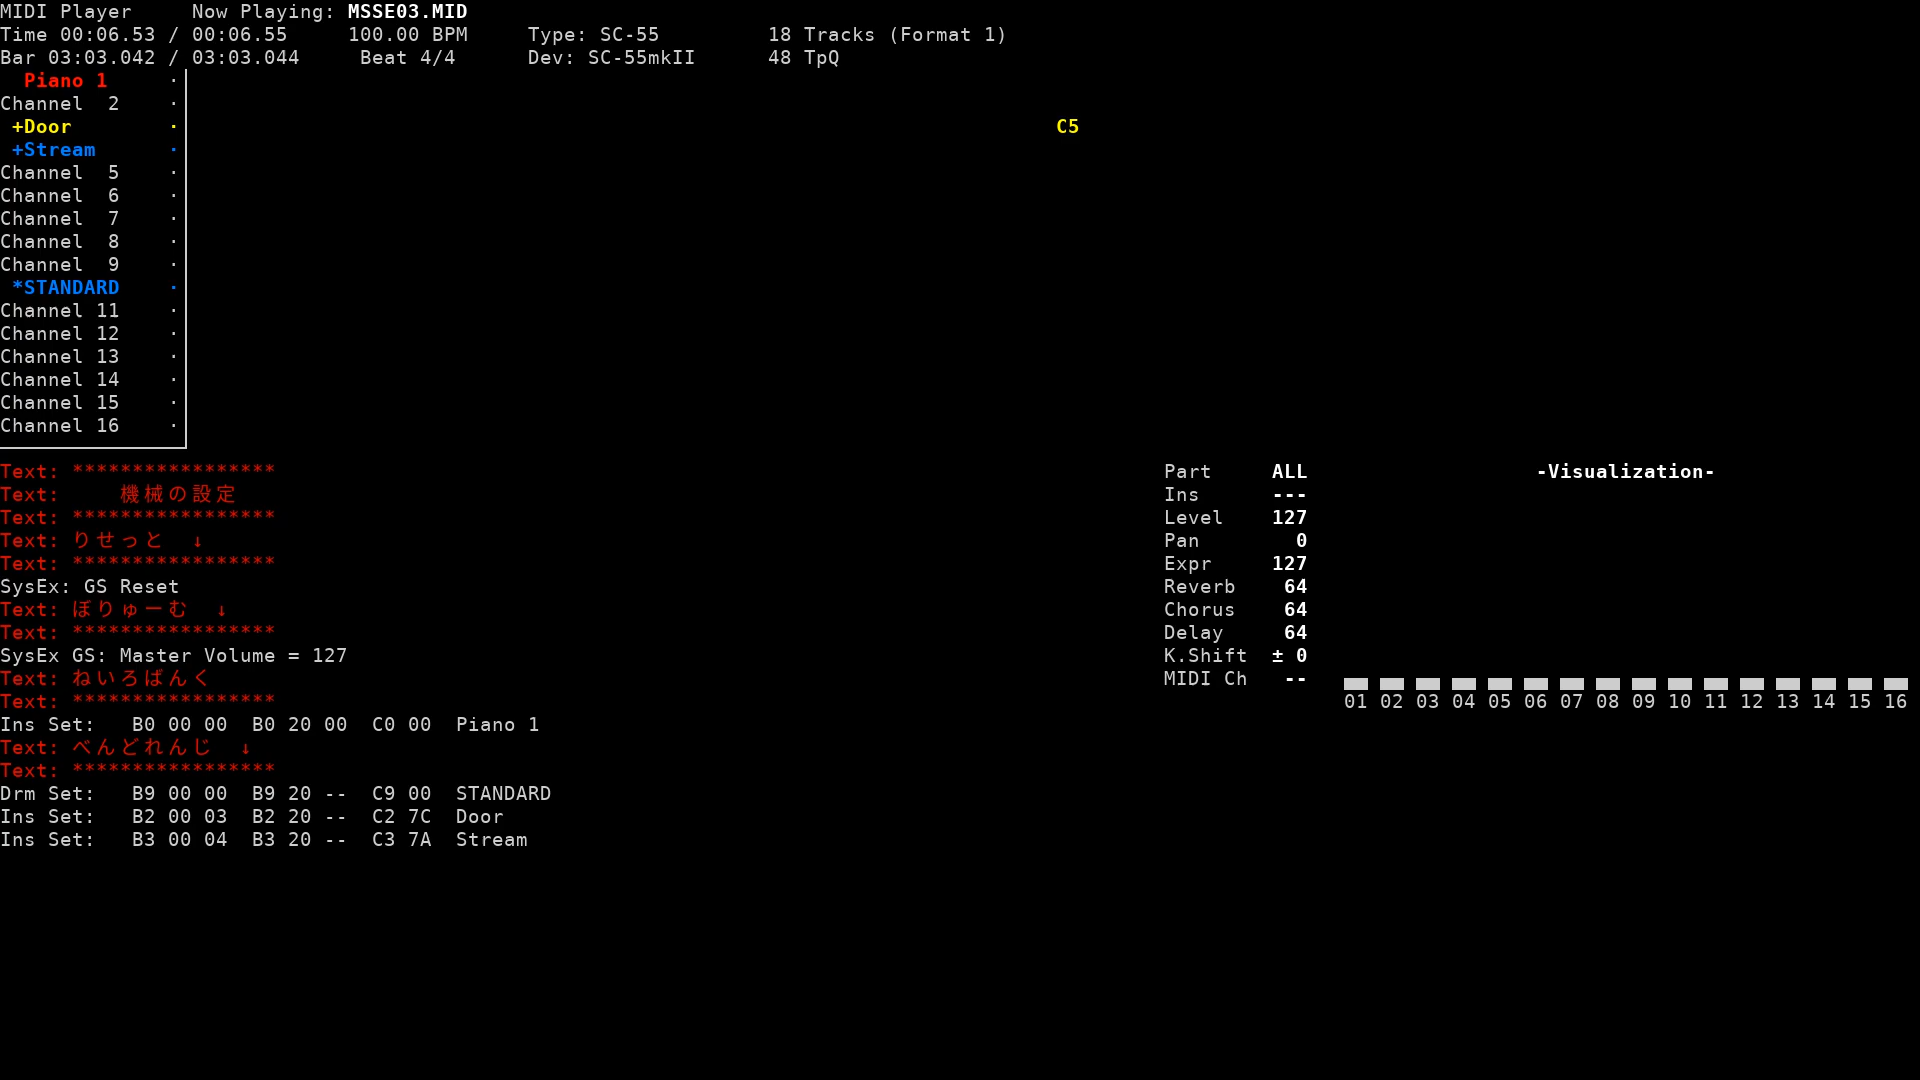 MIDI Player     Now Playing: MSSE03.MID
Time 00:06.53 / 00:06.55     100.00 BPM     Type: SC-55     18 Tracks (Format 1)
Bar 03:03.042 / 03:03.044     Beat 4/4     Dev: SC-55mkII     48 TpQ
Piano 1 ·
Channel  2 ·
+Door · C5
+Stream ·
Channel  5 ·
Channel  6 ·
Channel  7 ·
Channel  8 ·
Channel  9 ·
*STANDARD ·
Channel 11 ·
Channel 12 ·
Channel 13 ·
Channel 14 ·
Channel 15 ·
Channel 16 ·
Text: *****************
Text:     機械の設定
Text: *****************
Text: りせっと  ↓
Text: *****************
SysEx: GS Reset
Text: ぼりゅーむ  ↓
Text: *****************
SysEx GS: Master Volume = 127
Text: ねいろばんく
Text: *****************
Ins Set:   B0 00 00  B0 20 00  C0 00  Piano 1
Text: べんどれんじ  ↓
Text: *****************
Drm Set:   B9 00 00  B9 20 --  C9 00  STANDARD
Ins Set:   B2 00 03  B2 20 --  C2 7C  Door
Ins Set:   B3 00 04  B3 20 --  C3 7A  Stream
Part     ALL
Ins      ---
Level    127
Pan        0
Expr     127
Reverb    64
Chorus    64
Delay     64
K.Shift  ± 0
MIDI Ch   --
-Visualization-
01 02 03 04 05 06 07 08 09 10 11 12 13 14 15 16